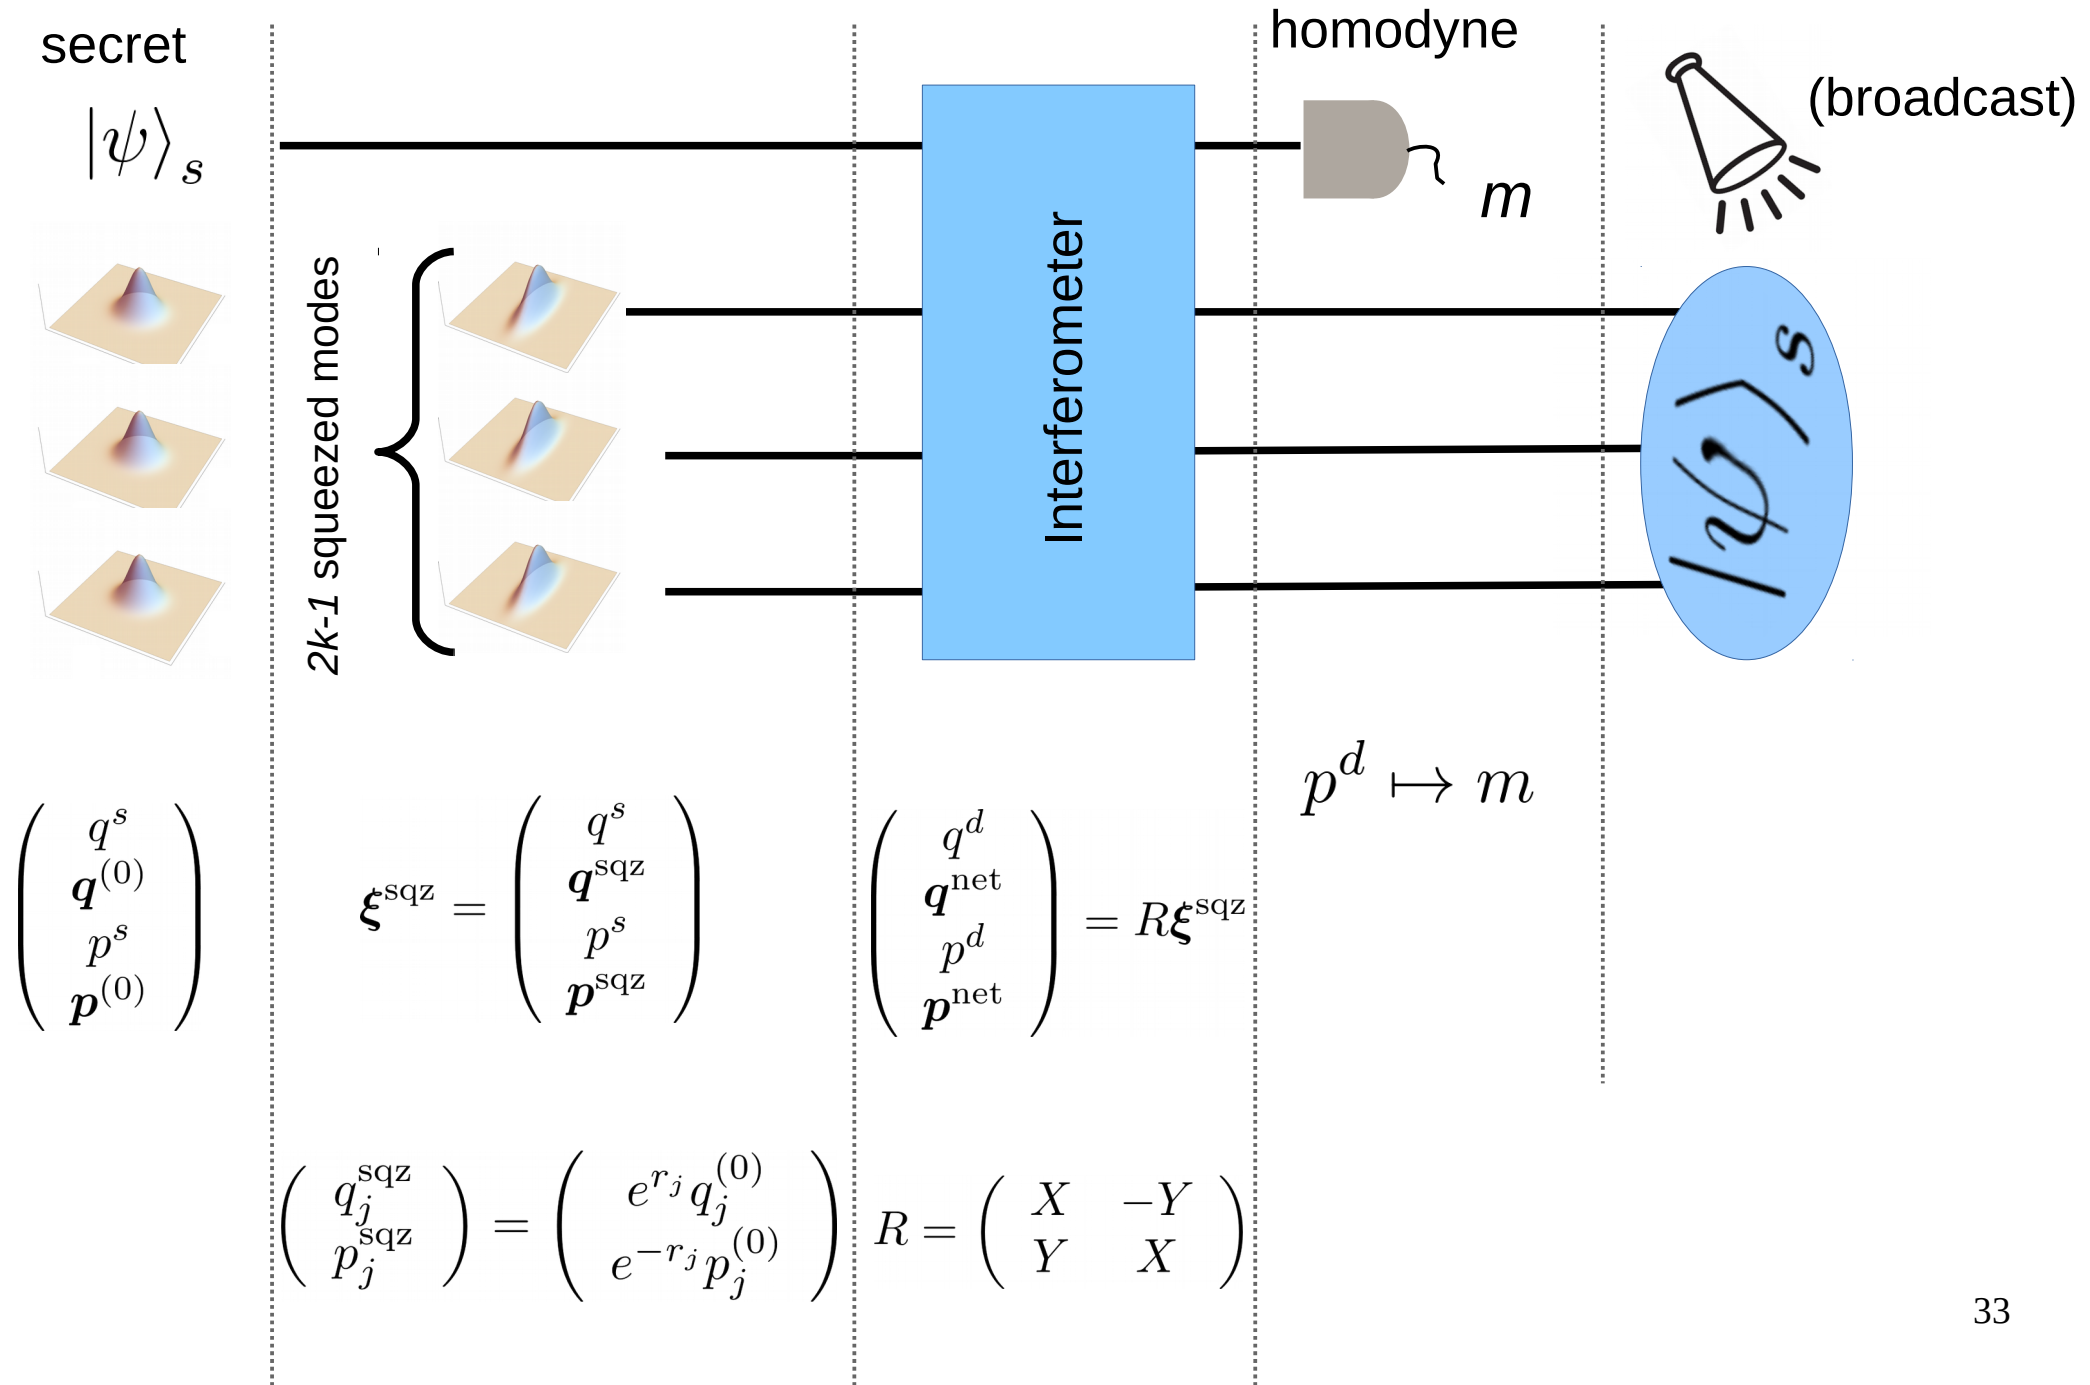 secret
homodyne
(broadcast)
|ψ⟩_s
m
2k-1 squeezed modes
Interferometer
|ψ⟩_s
p^d ↦ m
( q^s
q^(0)
p^s
p^(0) )
ξ^sqz = ( q^s
q^sqz
p^s
p^sqz )
( q^d
q^net
p^d
p^net ) = Rξ^sqz
( q_j^sqz
p_j^sqz ) = ( e^{r_j} q_j^(0)
e^{-r_j} p_j^(0) )
R = ( X -Y
Y X )
33